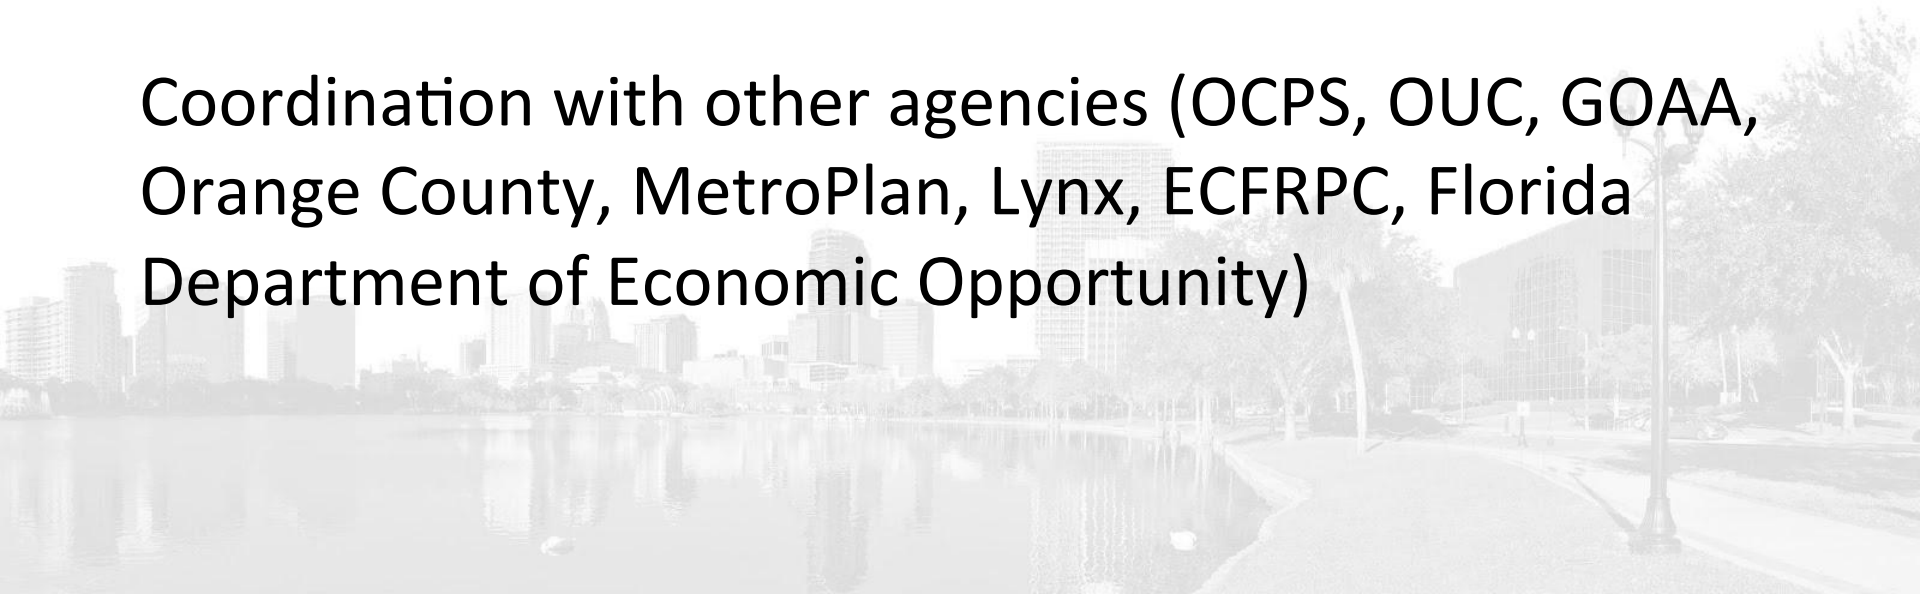 Coordination with other agencies (OCPS, OUC, GOAA,
Orange County, MetroPlan, Lynx, ECFRPC, Florida
Department of Economic Opportunity)